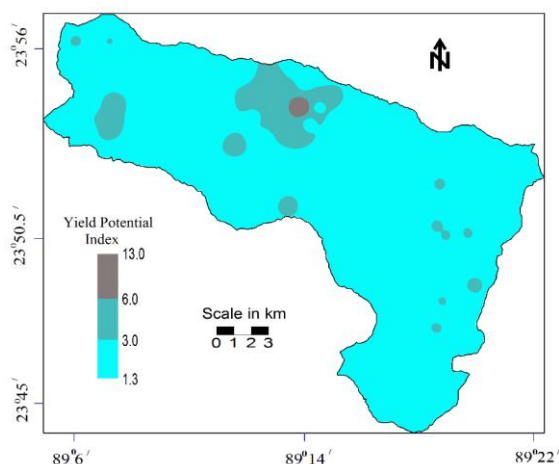 23°56′
N
23°50.5′
Yield Potential
Index
13.0
6.0
3.0
1.3
Scale in km
0 1 2 3
23°45′
89°6′ 89°14′ 89°22′